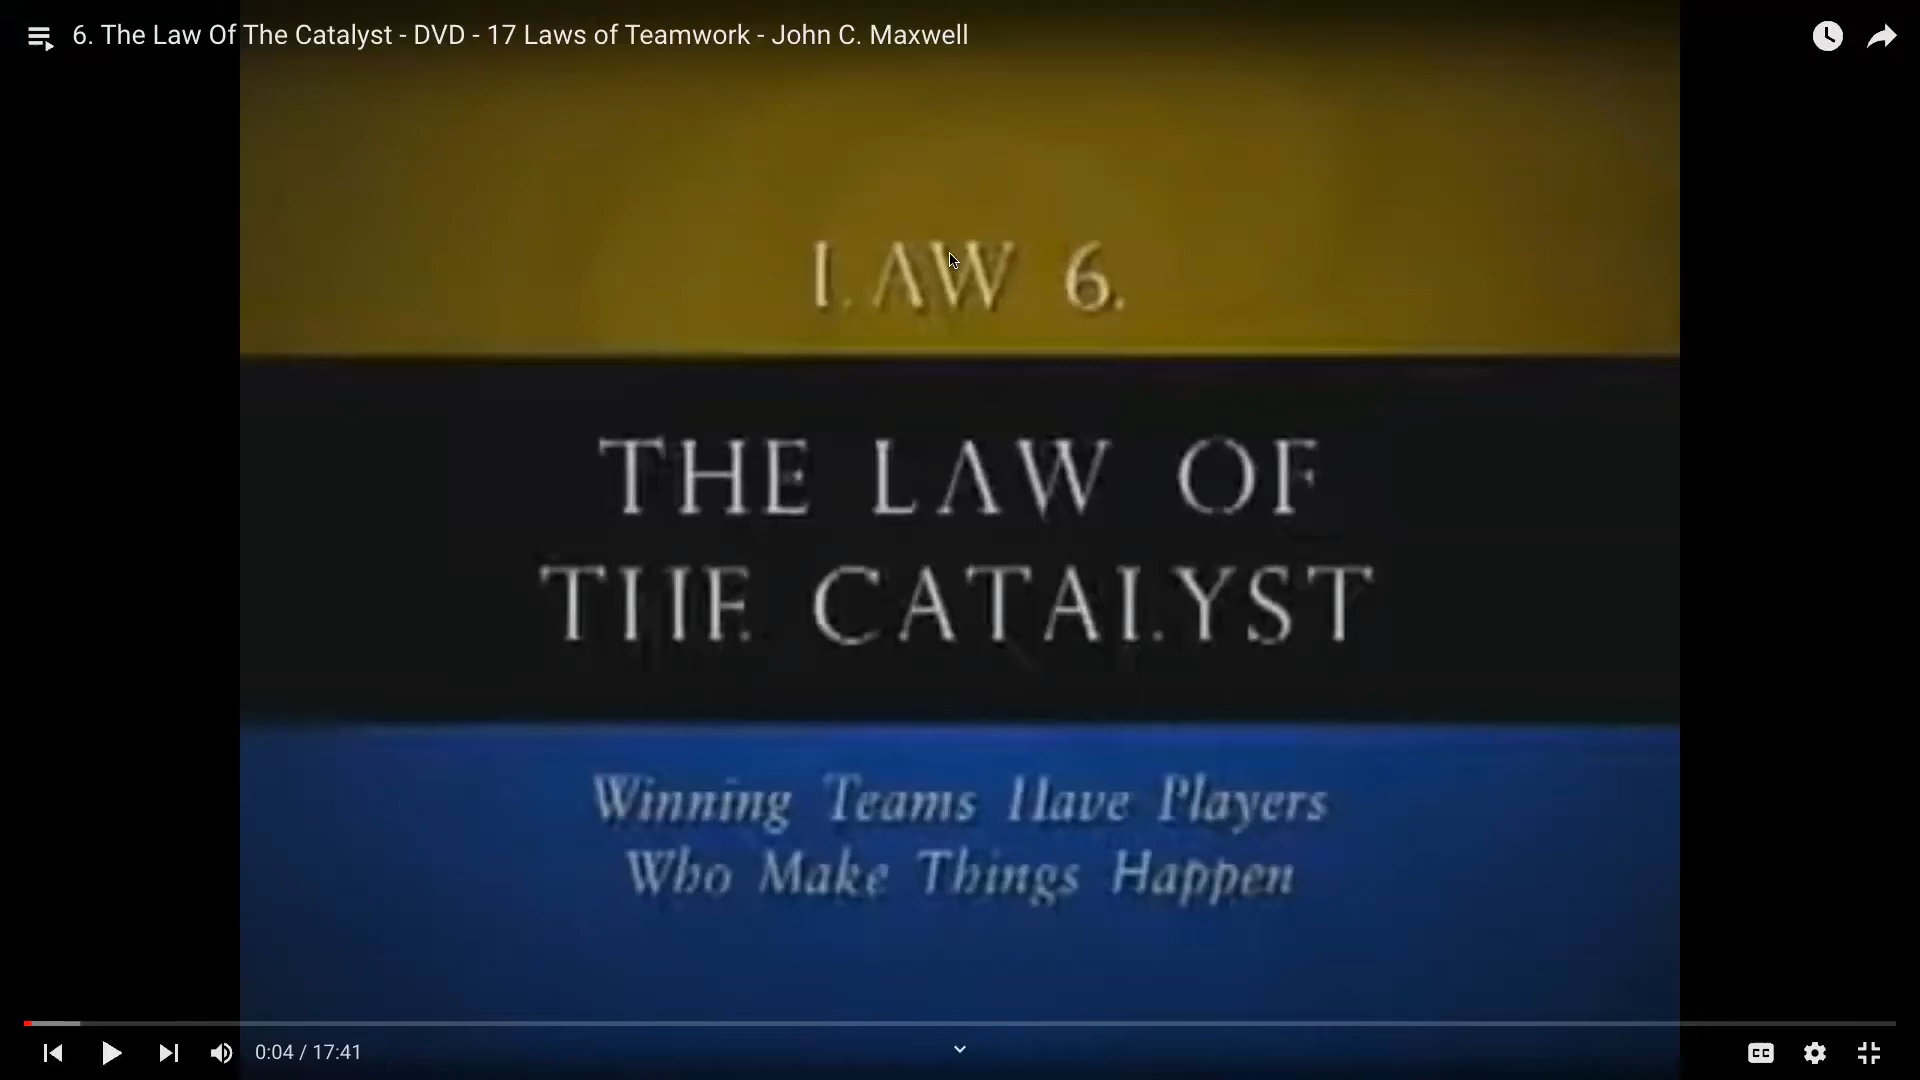 6. The Law Of The Catalyst - DVD - 17 Laws of Teamwork - John C. Maxwell
LAW 6.
THE LAW OF
THE CATALYST
Winning Teams Have Players
Who Make Things Happen
0:04 / 17:41
CC